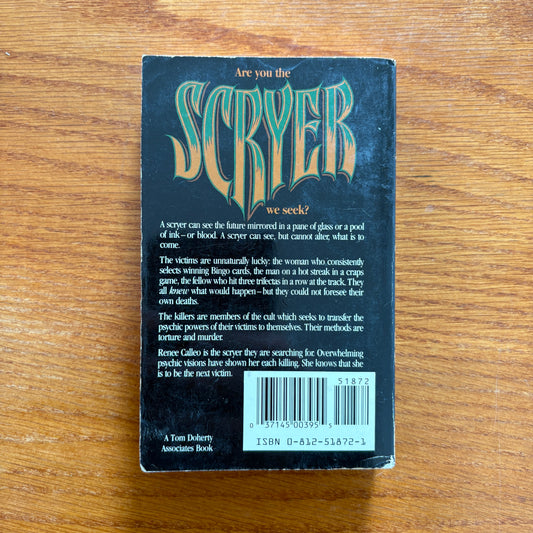 Are you the
SCRYER
we seek?
A scryer can see the future mirrored in a pane of glass or a pool
of ink – or blood. A scryer can see, but cannot alter, what is to
come.
The victims are unnaturally lucky: the woman who consistently
selects winning Bingo cards, the man on a hot streak in a craps
game, the fellow who hit three trifectas in a row at the track. They
all knew what would happen – but they could not foresee their
own deaths.
The killers are members of the cult which seeks to transfer the
psychic powers of their victims to themselves. Their methods are
torture and murder.
Renee Calleo is the scryer they are searching for. Overwhelming
psychic visions have shown her each killing. She knows that she
is to be the next victim.
51872
0 37145 00395 5
ISBN 0-812-51872-1
A Tom Doherty
Associates Book